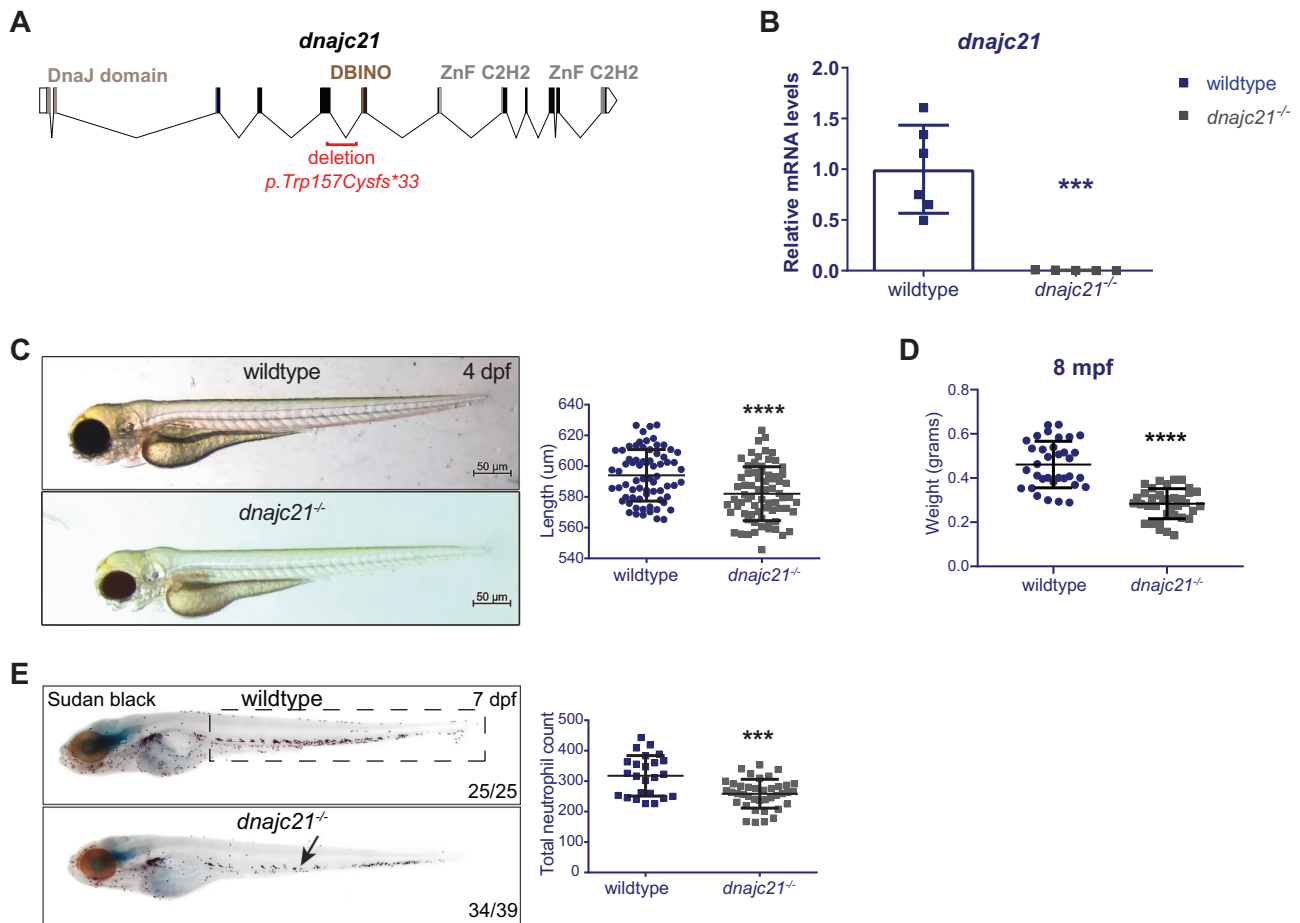 A
dnajc21
DnaJ domain
DBINO
ZnF C2H2
ZnF C2H2
deletion
p.Trp157Cysfs*33
B
dnajc21
Relative mRNA levels
2.0
1.5
1.0
0.5
0.0
***
wildtype
dnajc21-/-
wildtype
dnajc21-/-
C
wildtype
4 dpf
50 µm
dnajc21-/-
50 µm
Length (um)
640
620
600
580
560
540
****
wildtype
dnajc21-/-
D
8 mpf
Weight (grams)
0.8
0.6
0.4
0.2
0.0
****
wildtype
dnajc21-/-
E
Sudan black
wildtype
7 dpf
25/25
dnajc21-/-
34/39
Total neutrophil count
500
400
300
200
100
0
***
wildtype
dnajc21-/-